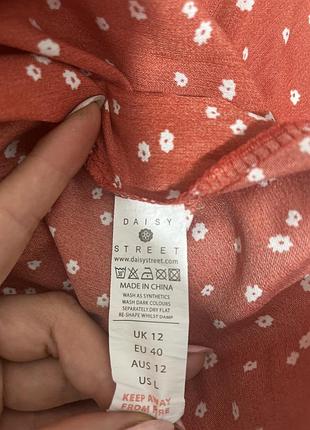 DAISY
STREET
www.daisystreet.com
MADE IN CHINA
WASH AS SYNTHETICS
WASH DARK COLOURS
SEPARATELY DRY FLAT
RE-SHAPE WHILST DAMP
UK 12
EU 40
AUS 12
US L
KEEP AWAY
FROM FIRE